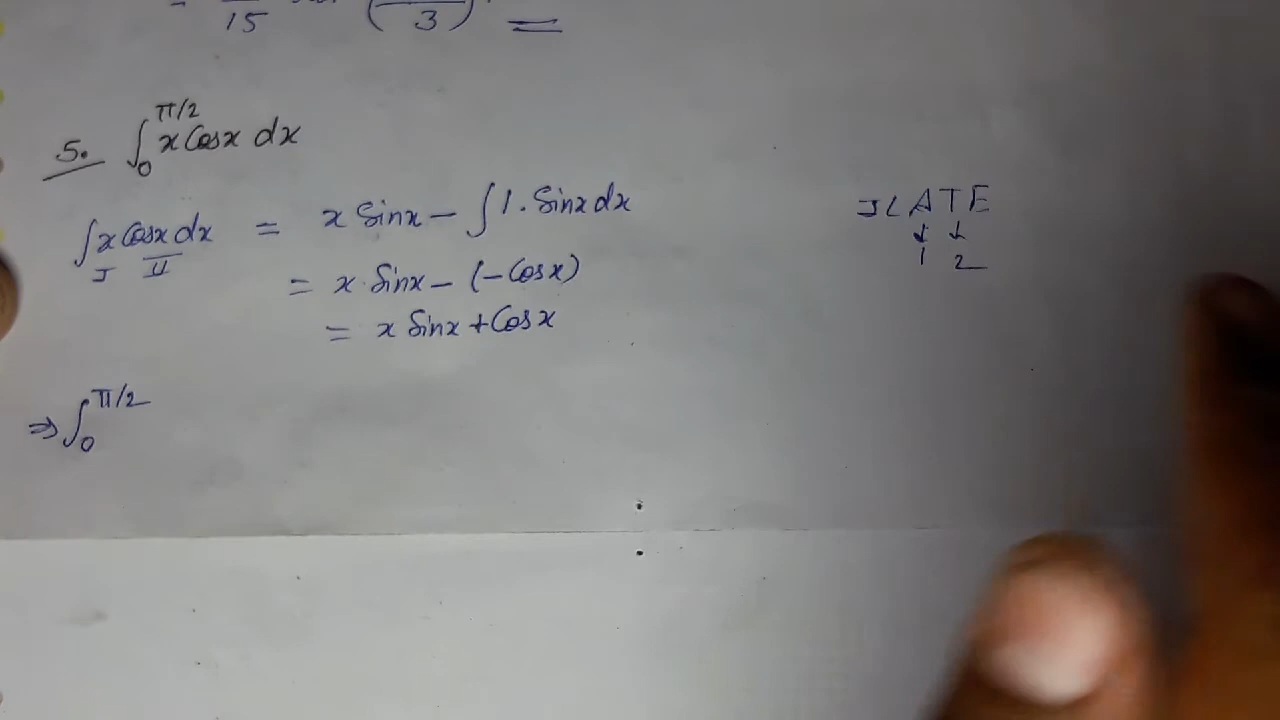 15 3
5. ∫₀^π/2 x Cosx dx
∫x Cosx dx = x Sinx - ∫1. Sinx dx
I II
= x. Sinx - (-Cosx)
= x Sinx + Cosx
⇒ ∫₀^π/2
ILATE
↓ ↓
1 2